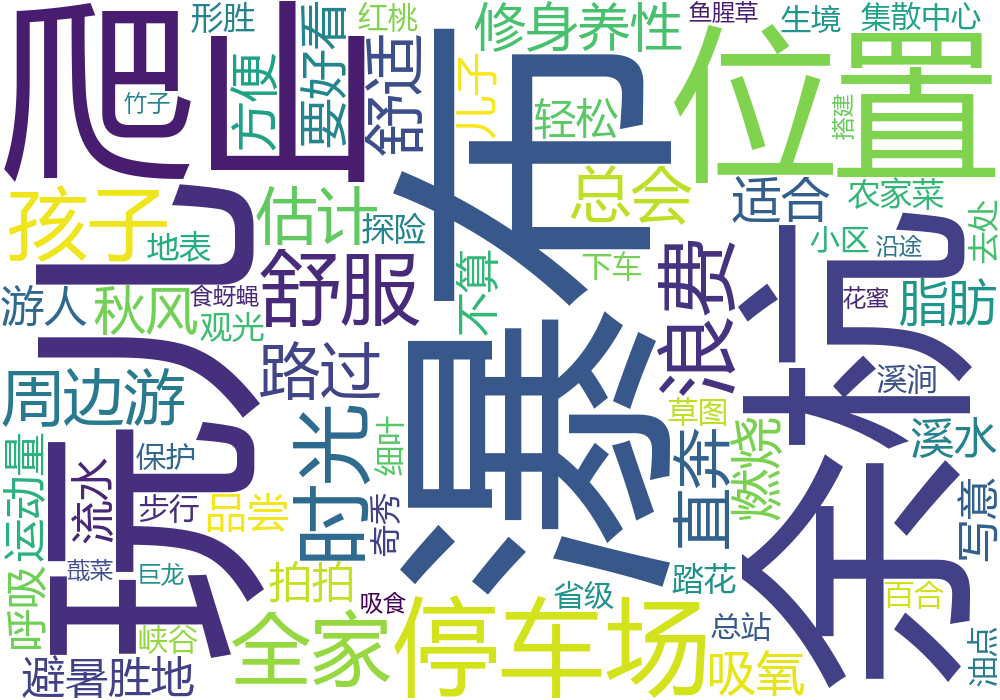 爬山
形胜
红桃
修身养性
鱼腥草
生境
集散中心
竹子
方便
要好看
舒适
儿子
轻松
位置
搭建
瀑布
孩子
地表
估计
探险
总会
适合
农家菜
去处
小区
沿途
下车
游人
秋风
食蚜蝇
观光
舒服
不算
浪费
余杭
花蜜
脂肪
玩儿
路过
周边游
时光
细叶
草图
溪涧
运动量
流水
保护
步行
品尝
奇秀
直奔
燃烧
溪水
写意
呼吸
戢菜
巨龙
拍拍
吸食
省级
踏花
百合
峡谷
避暑胜地
全家
停车场
总站
吸氧
油点